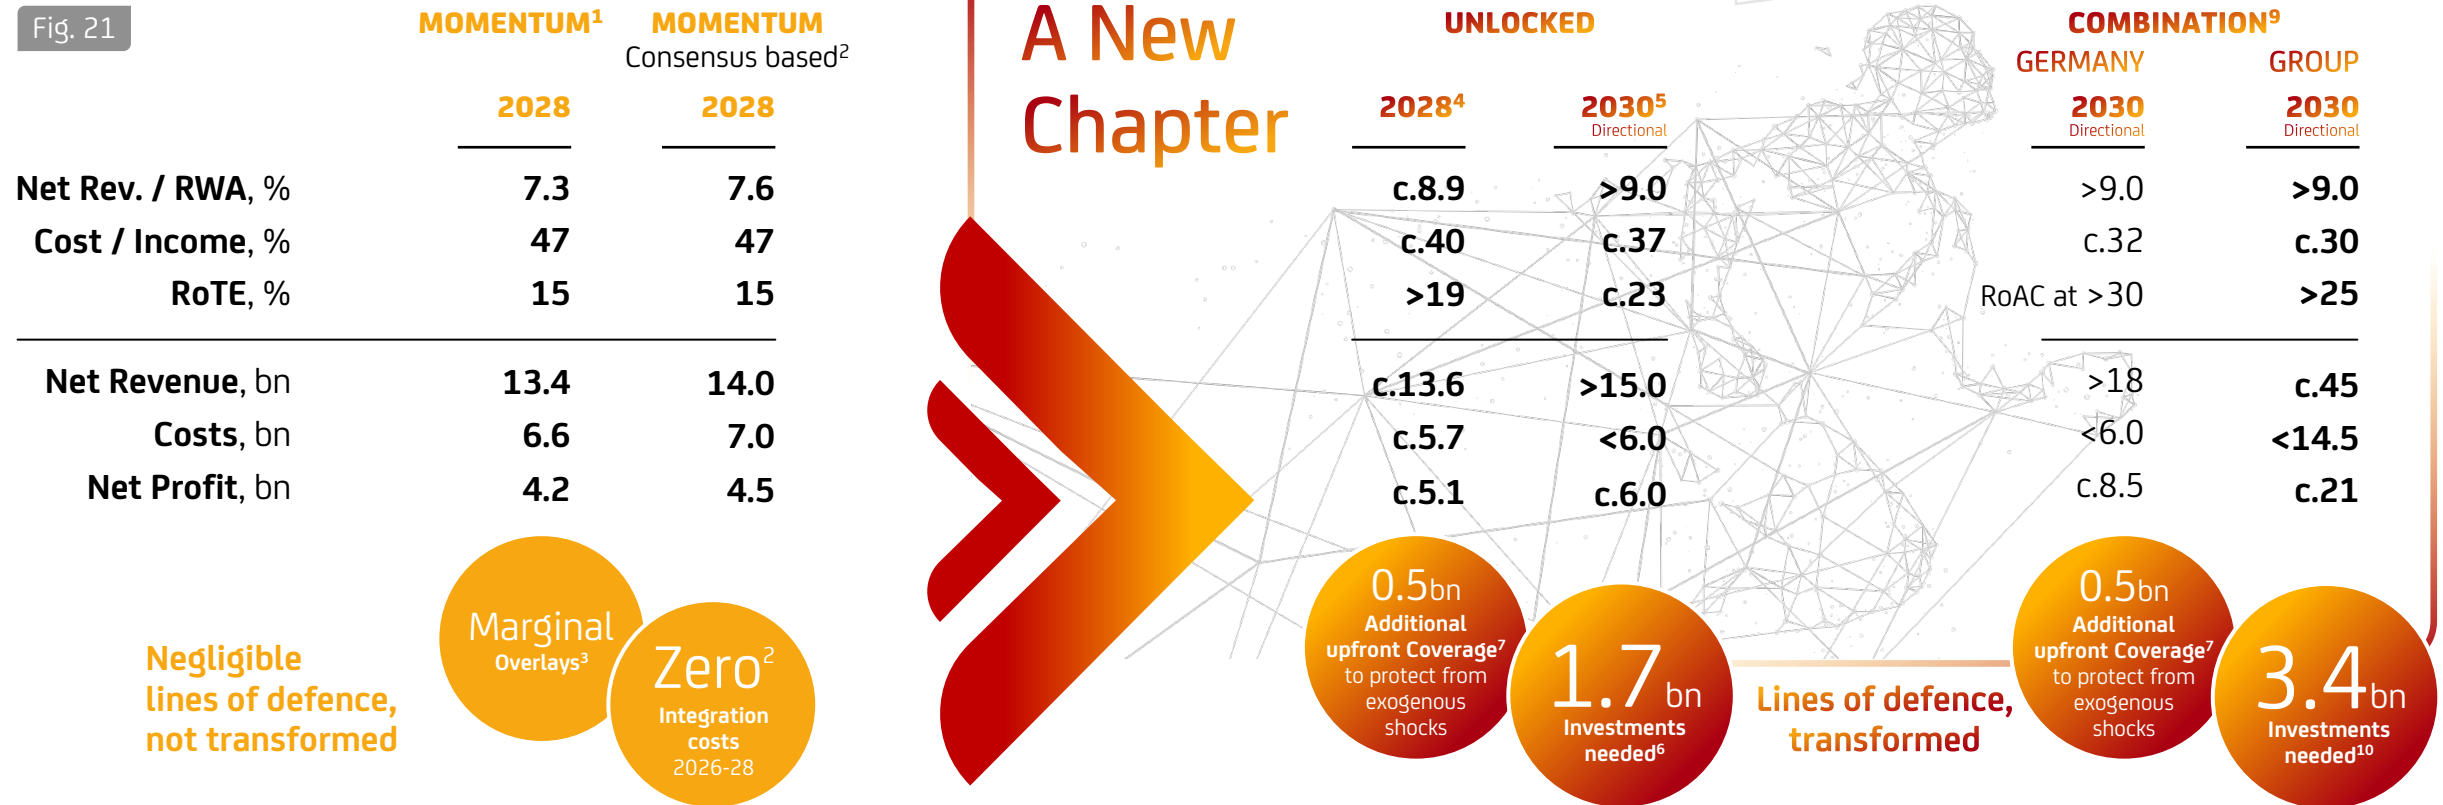 Fig. 21
MOMENTUM¹ MOMENTUM
Consensus based²
2028 2028
Net Rev. / RWA, % 7.3 7.6
Cost / Income, % 47 47
RoTE, % 15 15
Net Revenue, bn 13.4 14.0
Costs, bn 6.6 7.0
Net Profit, bn 4.2 4.5
Negligible
lines of defence,
not transformed
Marginal
Overlays³
Zero²
Integration
costs
2026-28
A New
Chapter
UNLOCKED
2028⁴ 2030⁵
Directional
c.8.9 >9.0
c.40 c.37
>19 c.23
c.13.6 >15.0
c.5.7 <6.0
c.5.1 c.6.0
0.5bn
Additional
upfront Coverage⁷
to protect from
exogenous
shocks
1.7 bn
Investments
needed⁶
Lines of defence,
transformed
COMBINATION⁹
GERMANY GROUP
2030 2030
Directional Directional
>9.0 >9.0
c.32 c.30
RoAC at >30 >25
>18 c.45
<6.0 <14.5
c.8.5 c.21
0.5bn
Additional
upfront Coverage⁷
to protect from
exogenous
shocks
3.4bn
Investments
needed¹⁰